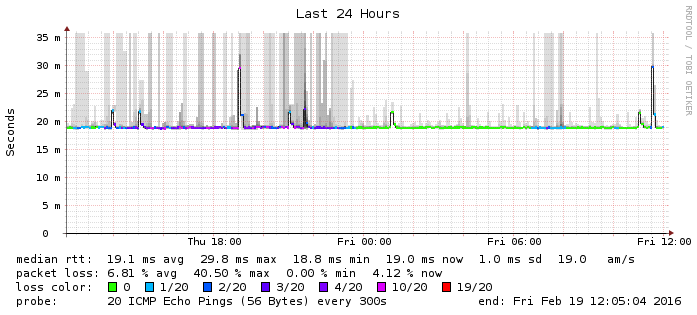 Last 24 Hours
RRDTOOL / TOBI OETIKER
Seconds
35 m
30 m
25 m
20 m
15 m
10 m
5 m
0
Thu 18:00 Fri 00:00 Fri 06:00 Fri 12:00
median rtt: 19.1 ms avg 29.8 ms max 18.8 ms min 19.0 ms now 1.0 ms sd 19.0 am/s
packet loss: 6.81 % avg 40.50 % max 0.00 % min 4.12 % now
loss color: 0 1/20 2/20 3/20 4/20 10/20 19/20
probe: 20 ICMP Echo Pings (56 Bytes) every 300s end: Fri Feb 19 12:05:04 2016